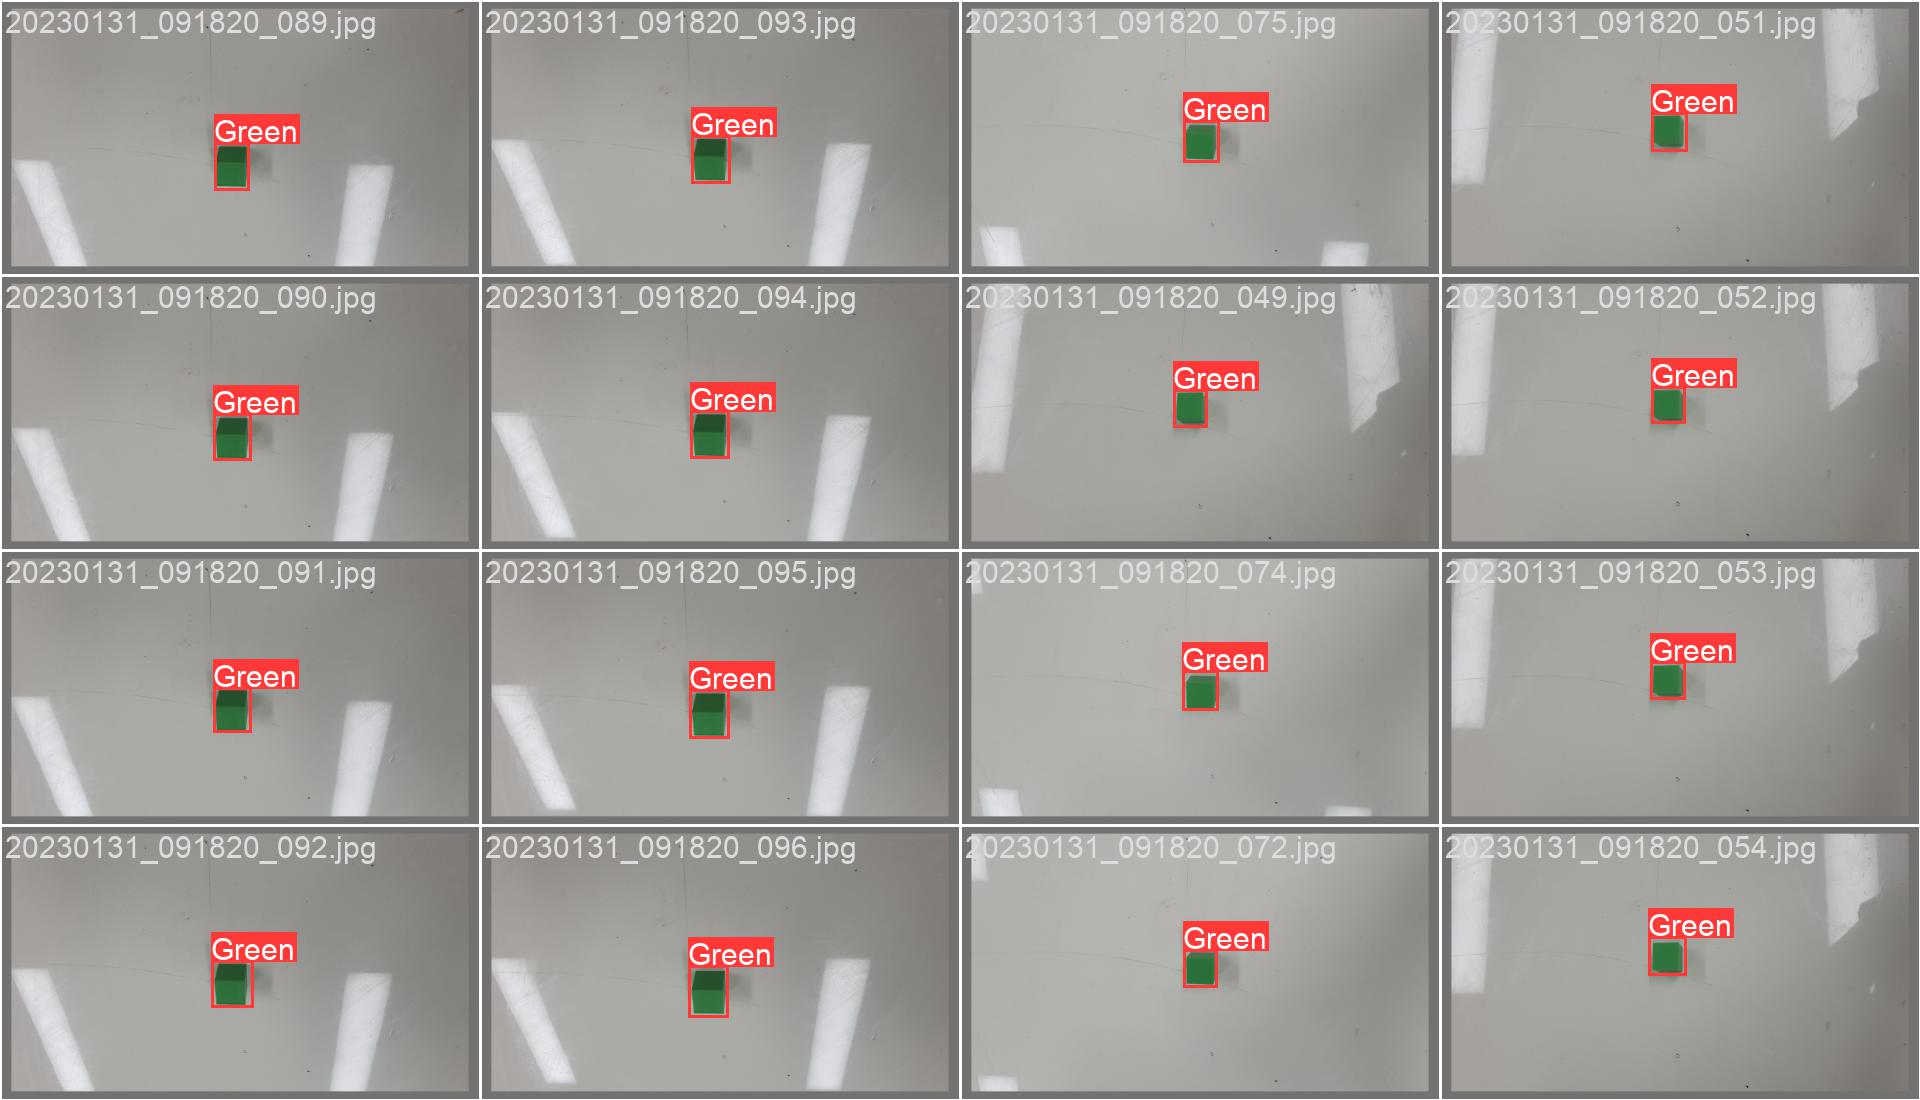 20230131_091820_089.jpg
Green
20230131_091820_093.jpg
Green
20230131_091820_075.jpg
Green
20230131_091820_051.jpg
Green
20230131_091820_090.jpg
Green
20230131_091820_094.jpg
Green
20230131_091820_049.jpg
Green
20230131_091820_052.jpg
Green
20230131_091820_091.jpg
Green
20230131_091820_095.jpg
Green
20230131_091820_074.jpg
Green
20230131_091820_053.jpg
Green
20230131_091820_092.jpg
Green
20230131_091820_096.jpg
Green
20230131_091820_072.jpg
Green
20230131_091820_054.jpg
Green